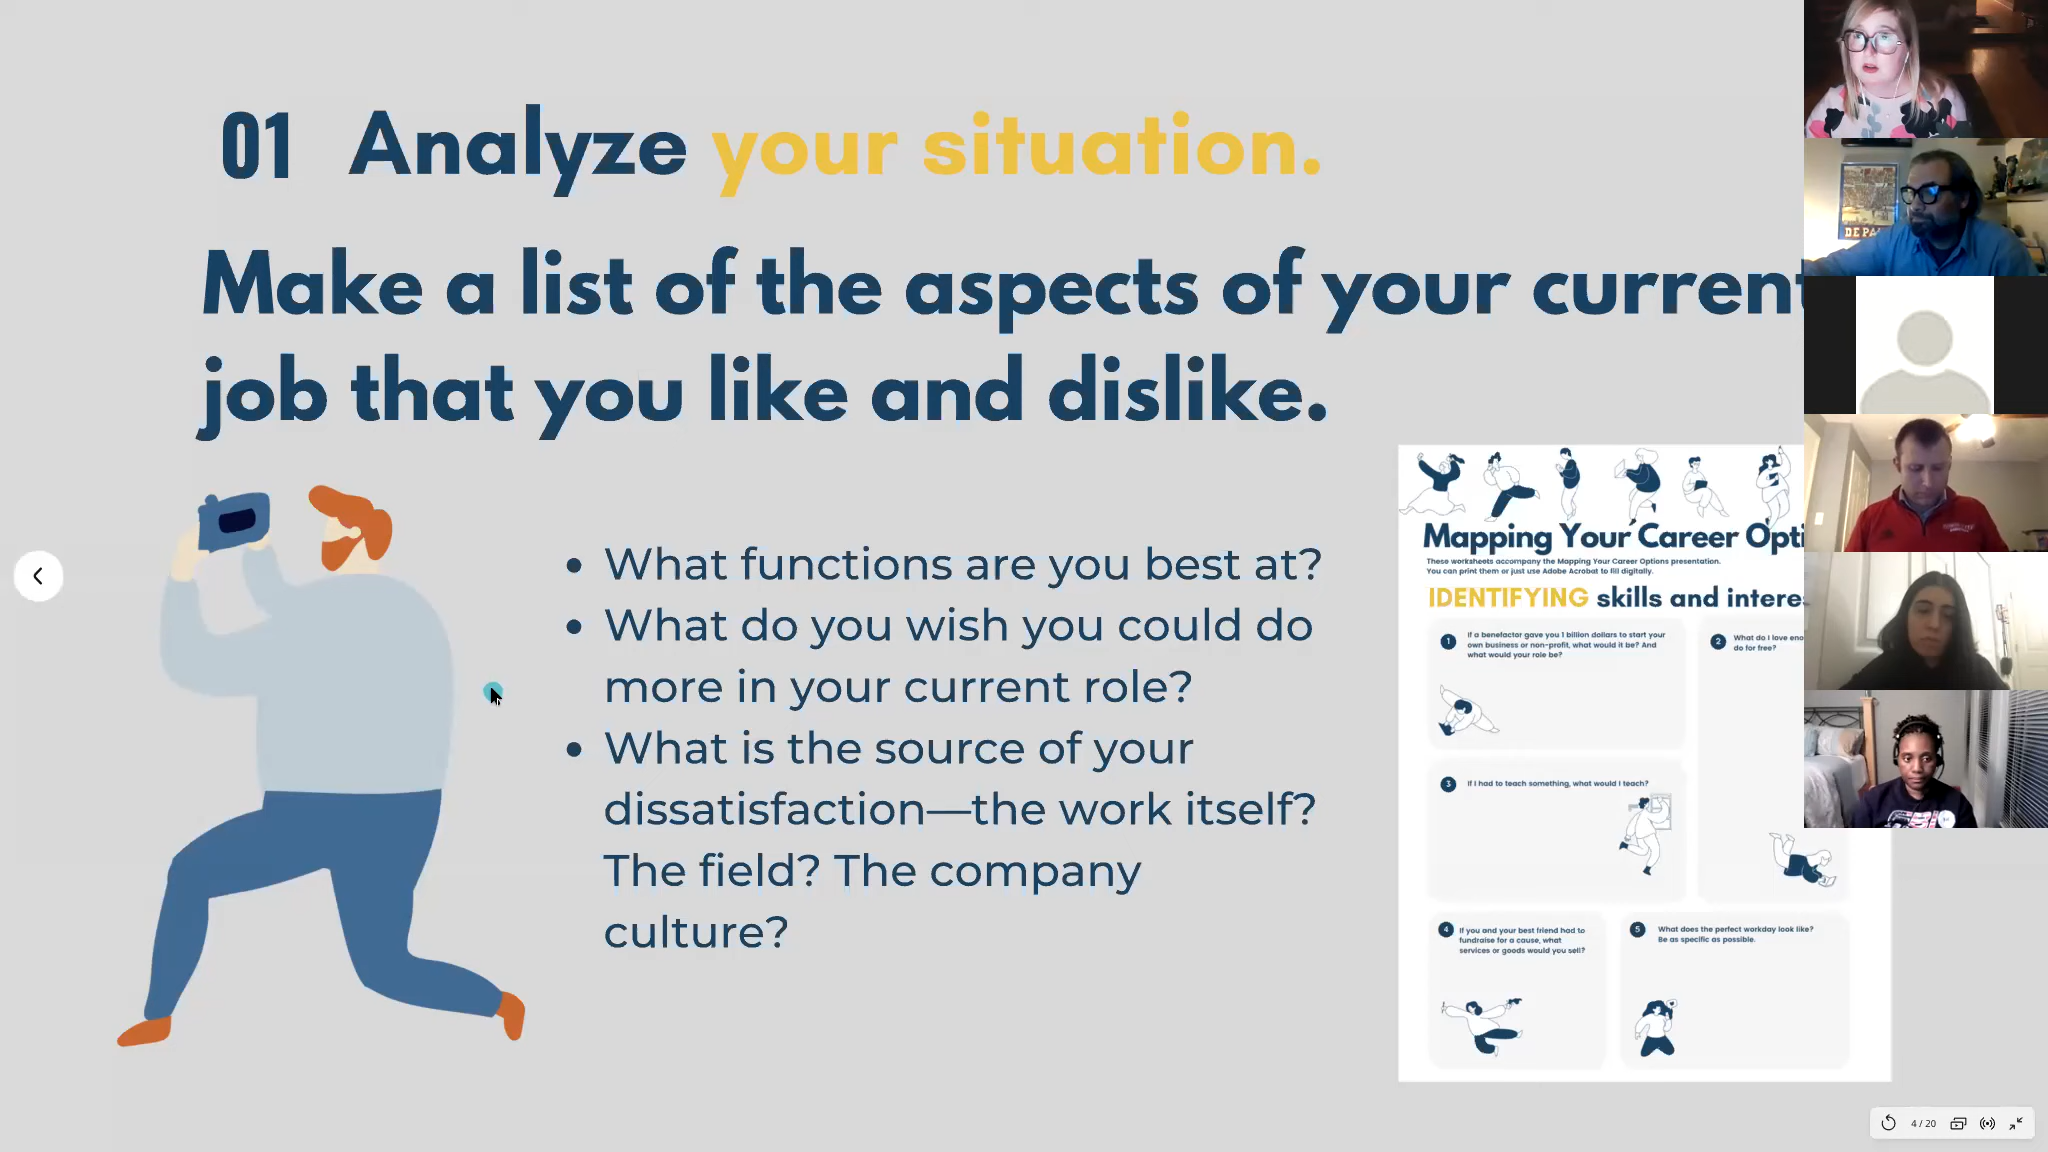 01 Analyze your situation.
Make a list of the aspects of your current
job that you like and dislike.
• What functions are you best at?
• What do you wish you could do
more in your current role?
• What is the source of your
dissatisfaction—the work itself?
The field? The company
culture?
Mapping Your Career Opti
These worksheets accompany the Mapping Your Career Options presentation.
You can print them or just use Adobe Acrobat to fill digitally.
IDENTIFYING skills and intere
1 If a benefactor gave you 1 billion dollars to start your
own business or non-profit, what would it be? And
what would your role be?
2 What do I love eno
do for free?
3 If I had to teach something, what would I teach?
4 If you and your best friend had to
fundraise for a cause, what
services or goods would you sell?
5 What does the perfect workday look like?
Be as specific as possible.
DE PA
4 / 20